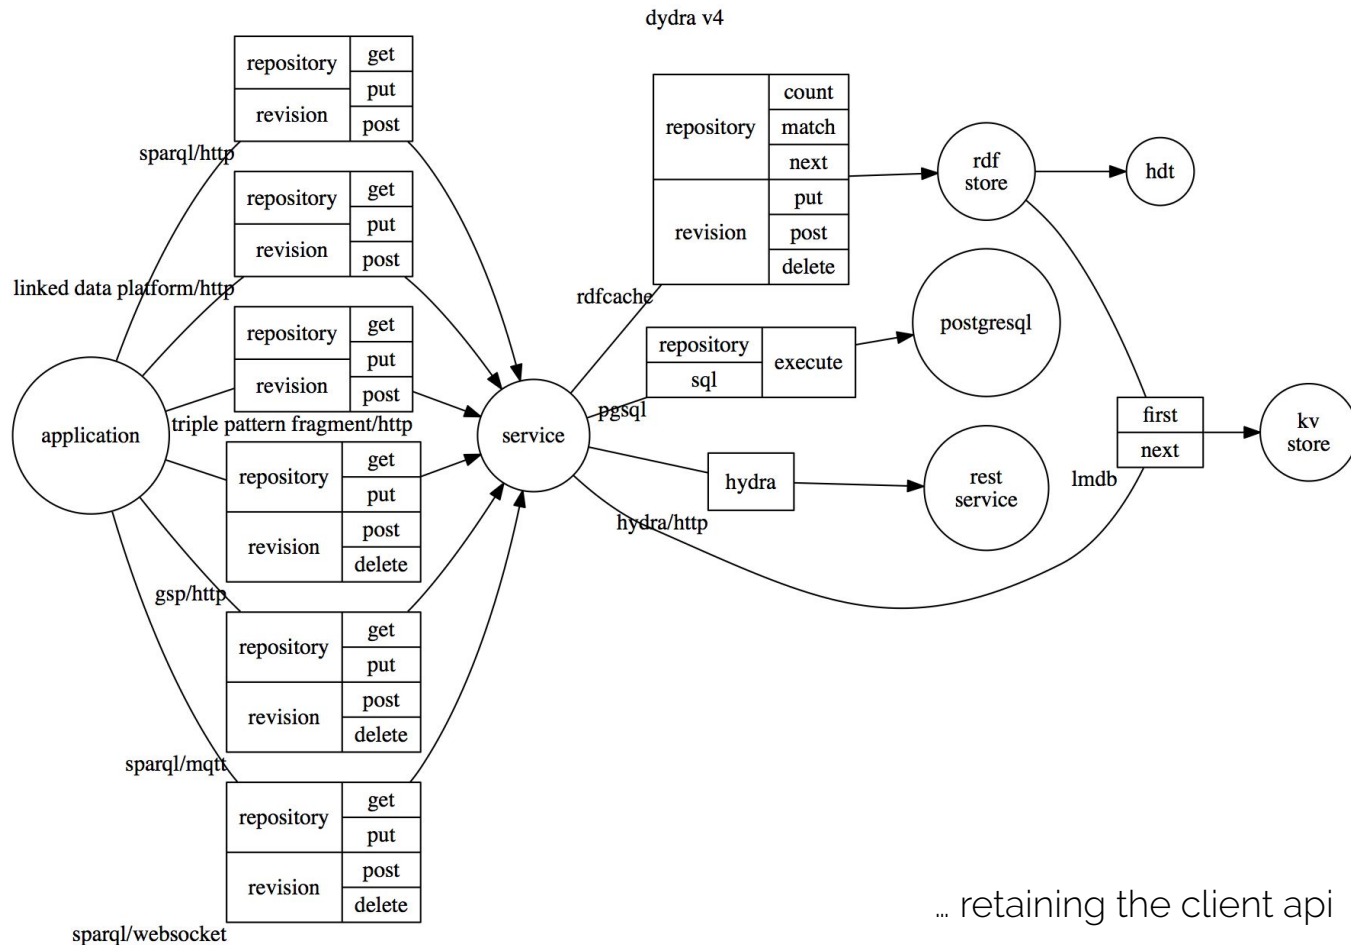 dydra v4
repository
revision
get
put
post
sparql/http
repository
revision
get
put
post
linked data platform/http
repository
revision
get
put
post
triple pattern fragment/http
repository
revision
get
put
post
delete
gsp/http
repository
revision
get
put
post
delete
sparql/mqtt
repository
revision
get
put
post
delete
sparql/websocket
application
service
repository
revision
count
match
next
put
post
delete
rdfcache
repository
sql
execute
pgsql
hydra
hydra/http
rdf
store
hdt
postgresql
rest
service
first
next
lmdb
kv
store
... retaining the client api